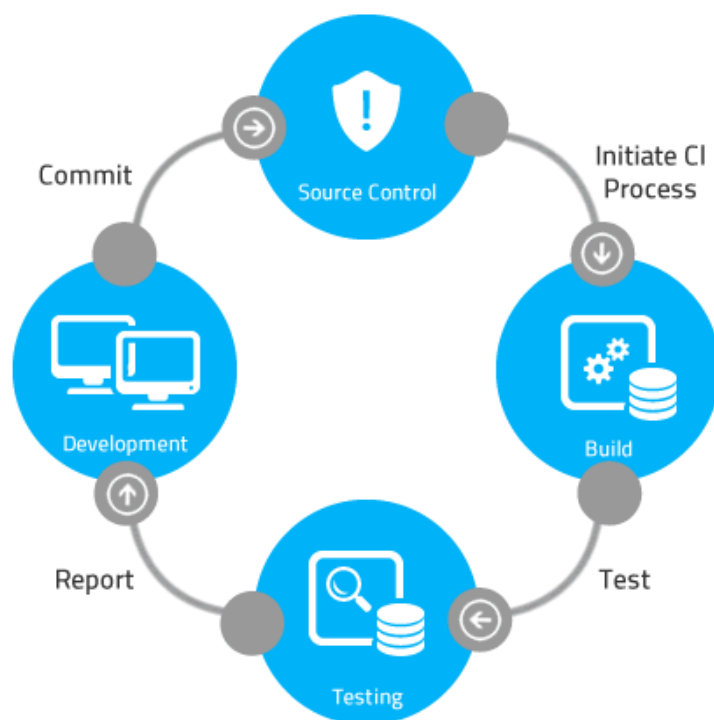 Source Control
Commit
Initiate CI
Process
Development
Build
Report
Test
Testing